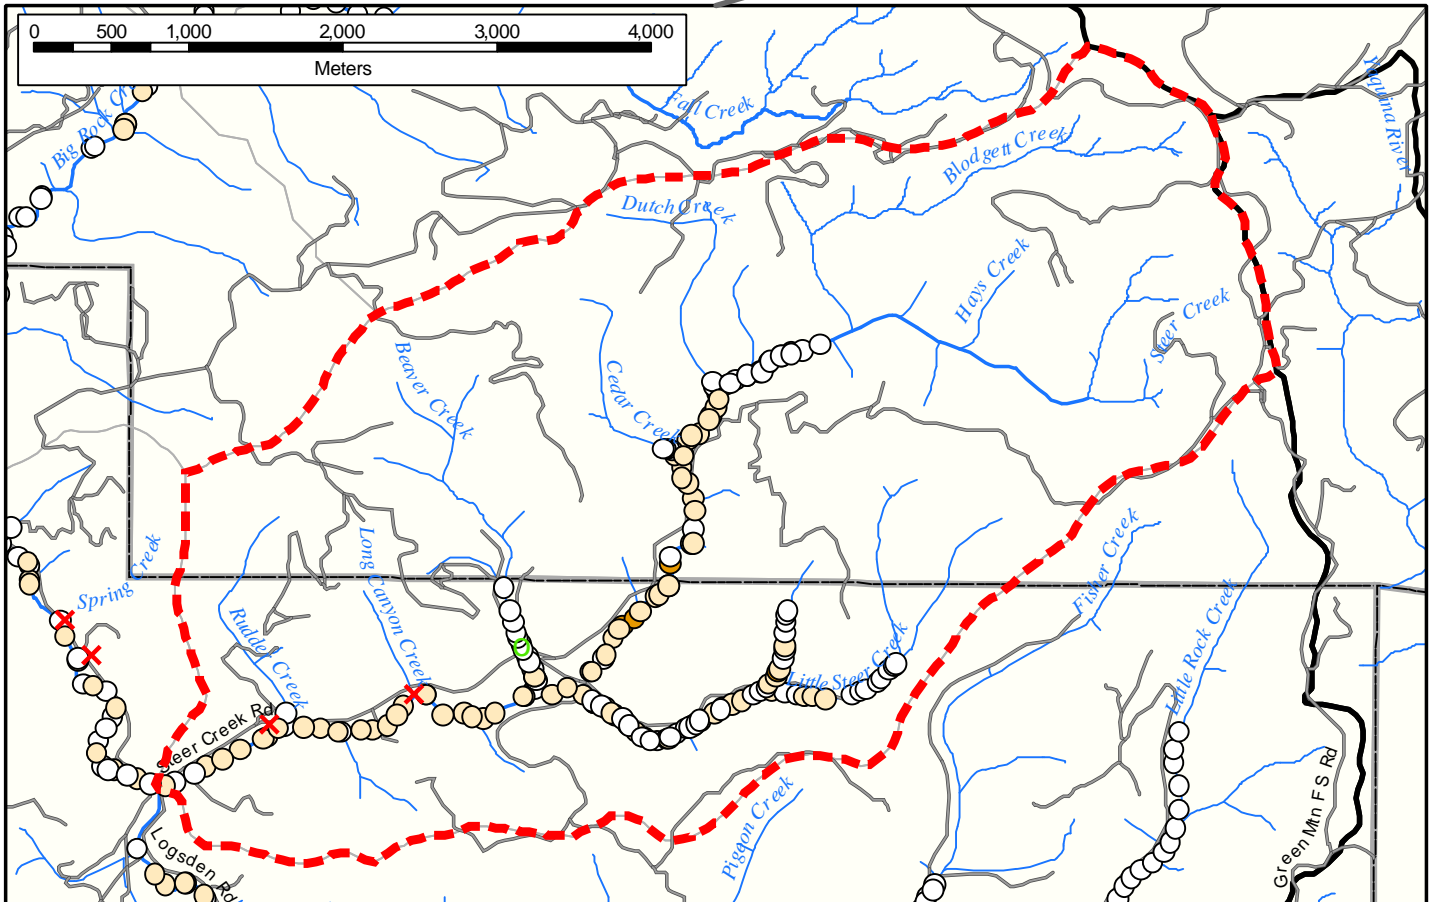 0 500 1,000 2,000 3,000 4,000
Meters
Big Rock Cr
Fall Creek
Yaquina River
Blodgett Creek
Dutch Creek
Hays Creek
Steer Creek
Beaver Creek
Cedar Creek
Long Canyon Creek
Spring Creek
Fisher Creek
Rudder Creek
Little Rock Creek
Little Steer Creek
Steer Creek Rd
Pigeon Creek
Green Mtn F S Rd
Logsden Rd